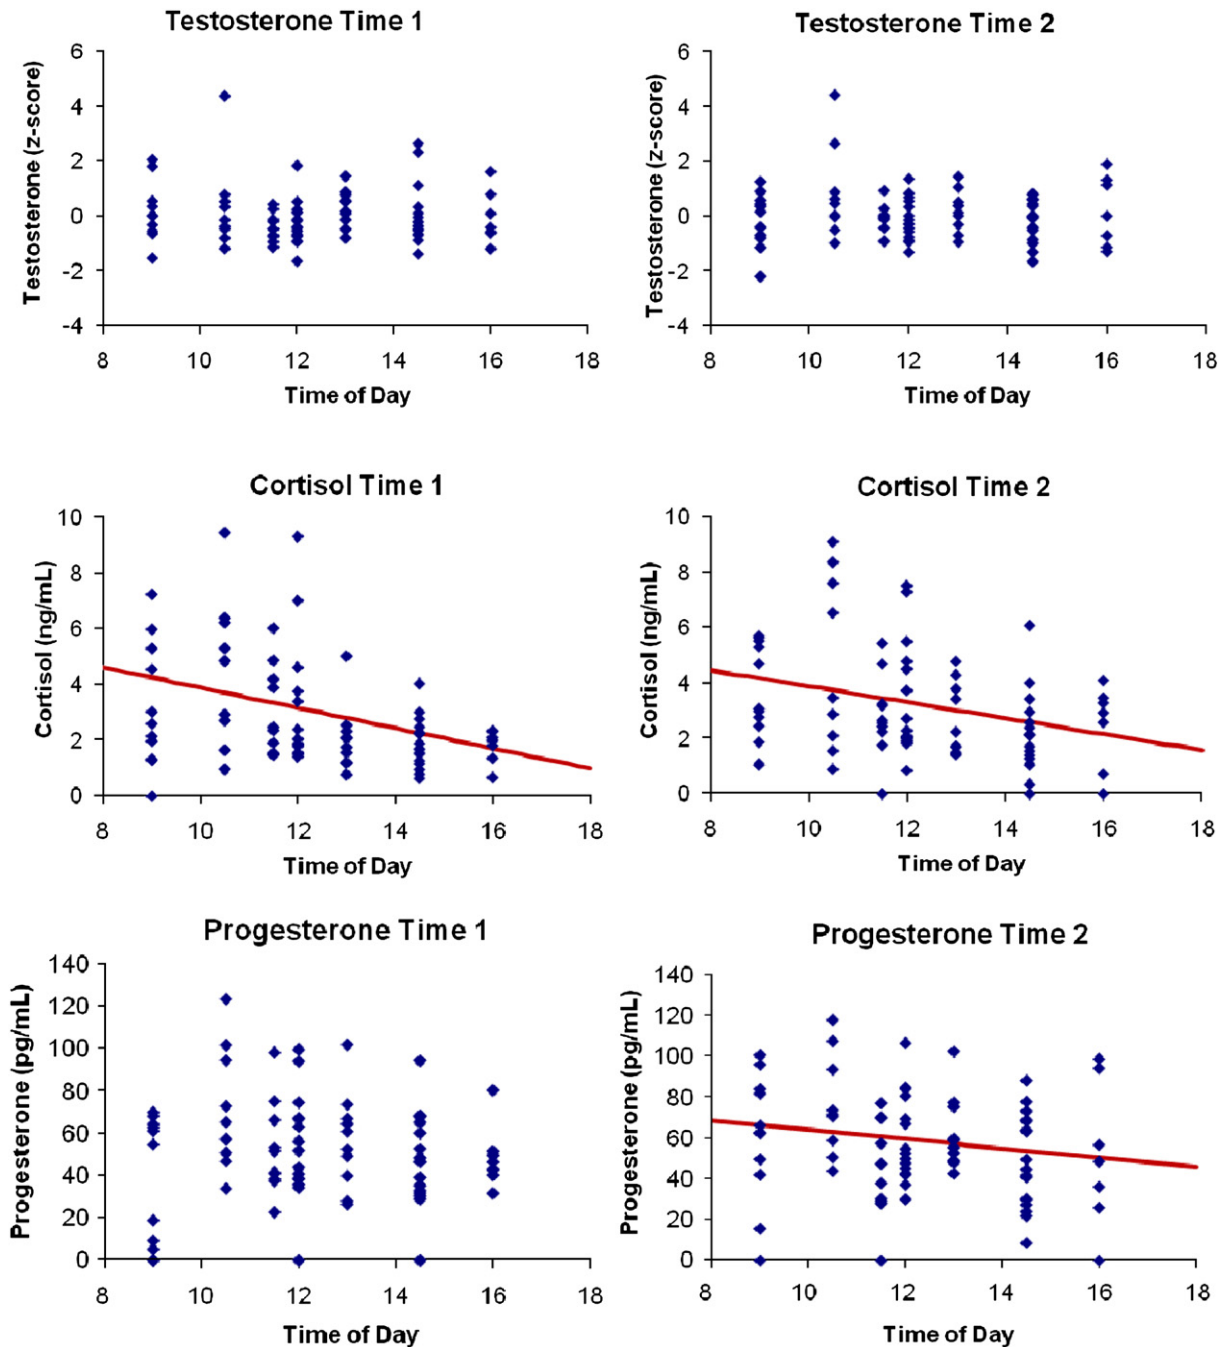 Testosterone Time 1
Testosterone (z-score)
6
4
2
0
-2
-4
8 10 12 14 16 18
Time of Day
Testosterone Time 2
Testosterone (z-score)
6
4
2
0
-2
-4
8 10 12 14 16 18
Time of Day
Cortisol Time 1
Cortisol (ng/mL)
10
8
6
4
2
0
8 10 12 14 16 18
Time of Day
Cortisol Time 2
Cortisol (ng/mL)
10
8
6
4
2
0
8 10 12 14 16 18
Time of Day
Progesterone Time 1
Progesterone (pg/mL)
140
120
100
80
60
40
20
0
8 10 12 14 16 18
Time of Day
Progesterone Time 2
Progesterone (pg/mL)
140
120
100
80
60
40
20
0
8 10 12 14 16 18
Time of Day